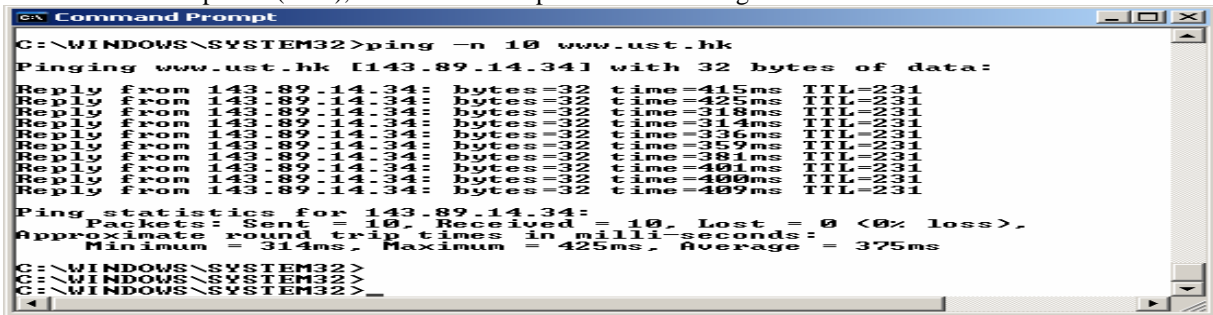 Command Prompt
C:\WINDOWS\SYSTEM32>ping -n 10 www.ust.hk
Pinging www.ust.hk [143.89.14.34] with 32 bytes of data:
Reply from 143.89.14.34: bytes=32 time=415ms TTL=231
Reply from 143.89.14.34: bytes=32 time=425ms TTL=231
Reply from 143.89.14.34: bytes=32 time=318ms TTL=231
Reply from 143.89.14.34: bytes=32 time=314ms TTL=231
Reply from 143.89.14.34: bytes=32 time=336ms TTL=231
Reply from 143.89.14.34: bytes=32 time=359ms TTL=231
Reply from 143.89.14.34: bytes=32 time=381ms TTL=231
Reply from 143.89.14.34: bytes=32 time=401ms TTL=231
Reply from 143.89.14.34: bytes=32 time=400ms TTL=231
Reply from 143.89.14.34: bytes=32 time=409ms TTL=231
Ping statistics for 143.89.14.34:
Packets: Sent = 10, Received = 10, Lost = 0 (0% loss),
Approximate round trip times in milli-seconds:
Minimum = 314ms, Maximum = 425ms, Average = 375ms
C:\WINDOWS\SYSTEM32>
C:\WINDOWS\SYSTEM32>
C:\WINDOWS\SYSTEM32>_